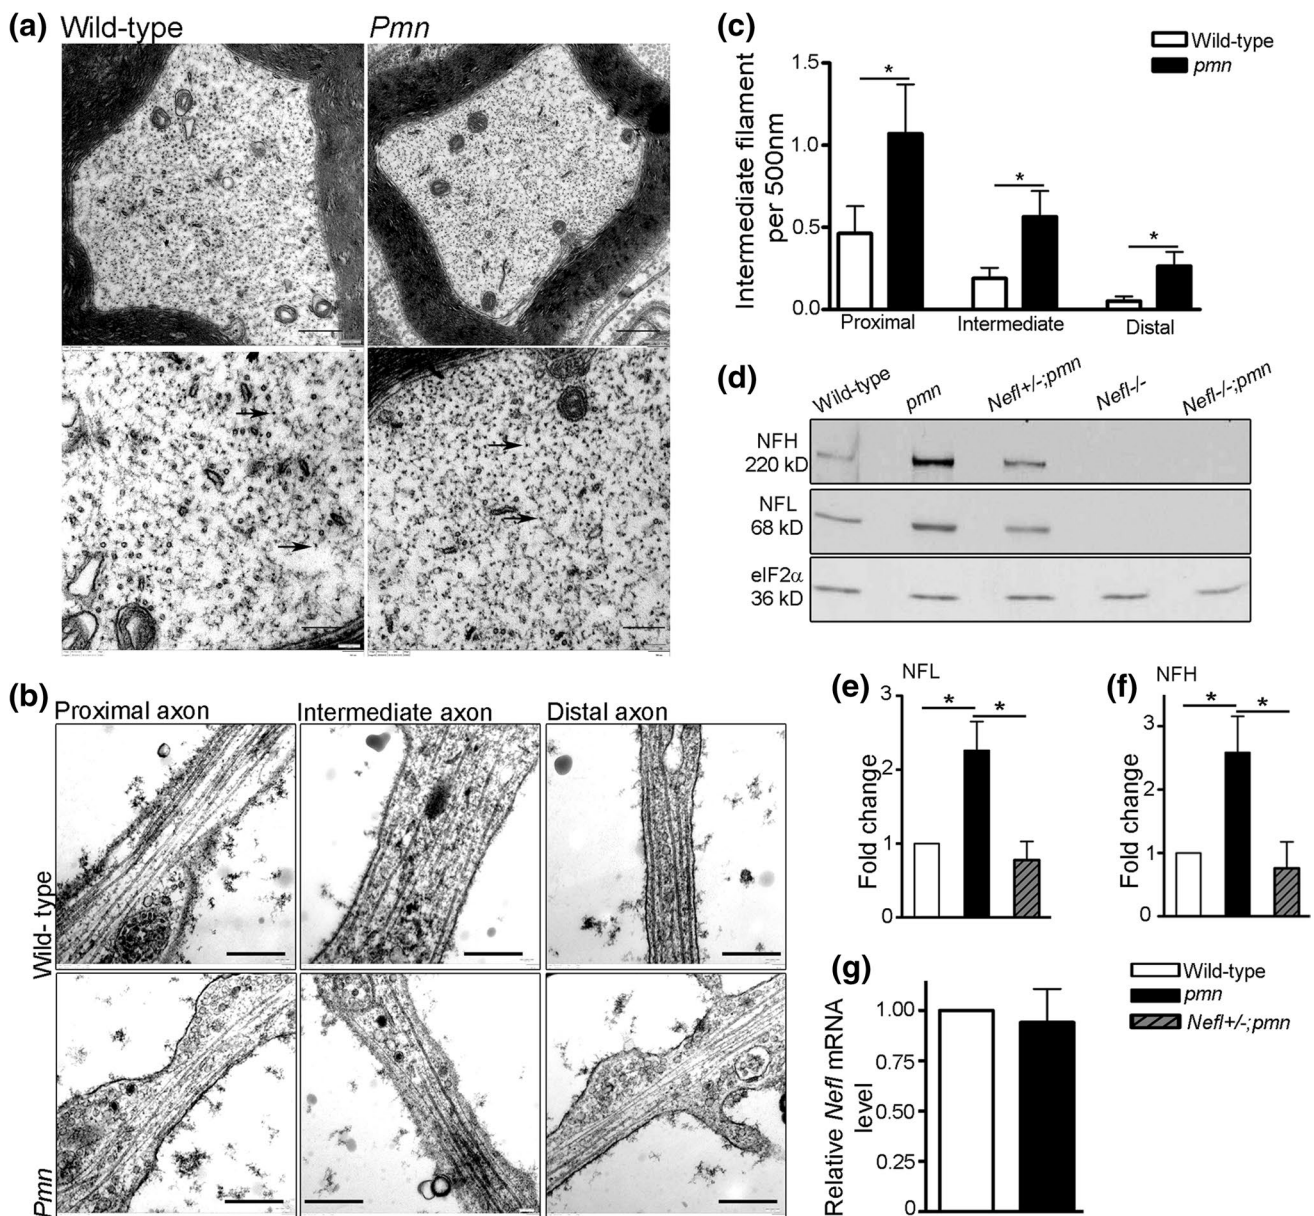 (a) Wild-type Pmn
(b) Proximal axon Intermediate axon Distal axon
Wild- type
Pmn
(c)
Wild-type
pmn
Intermediate filament
per 500nm
1.5
1.0
0.5
0.0
* * *
Proximal Intermediate Distal
(d)
Wild-type pmn Nefl+/-;pmn Nefl-/- Nefl-/-;pmn
NFH
220 kD
NFL
68 kD
eIF2α
36 kD
(e) NFL
Fold change
3
2
1
0
* *
(f) NFH
Fold change
3
2
1
0
* *
(g)
Relative Nefl mRNA
level
1.00
0.75
0.50
0.25
0
Wild-type
pmn
Nefl+/-;pmn